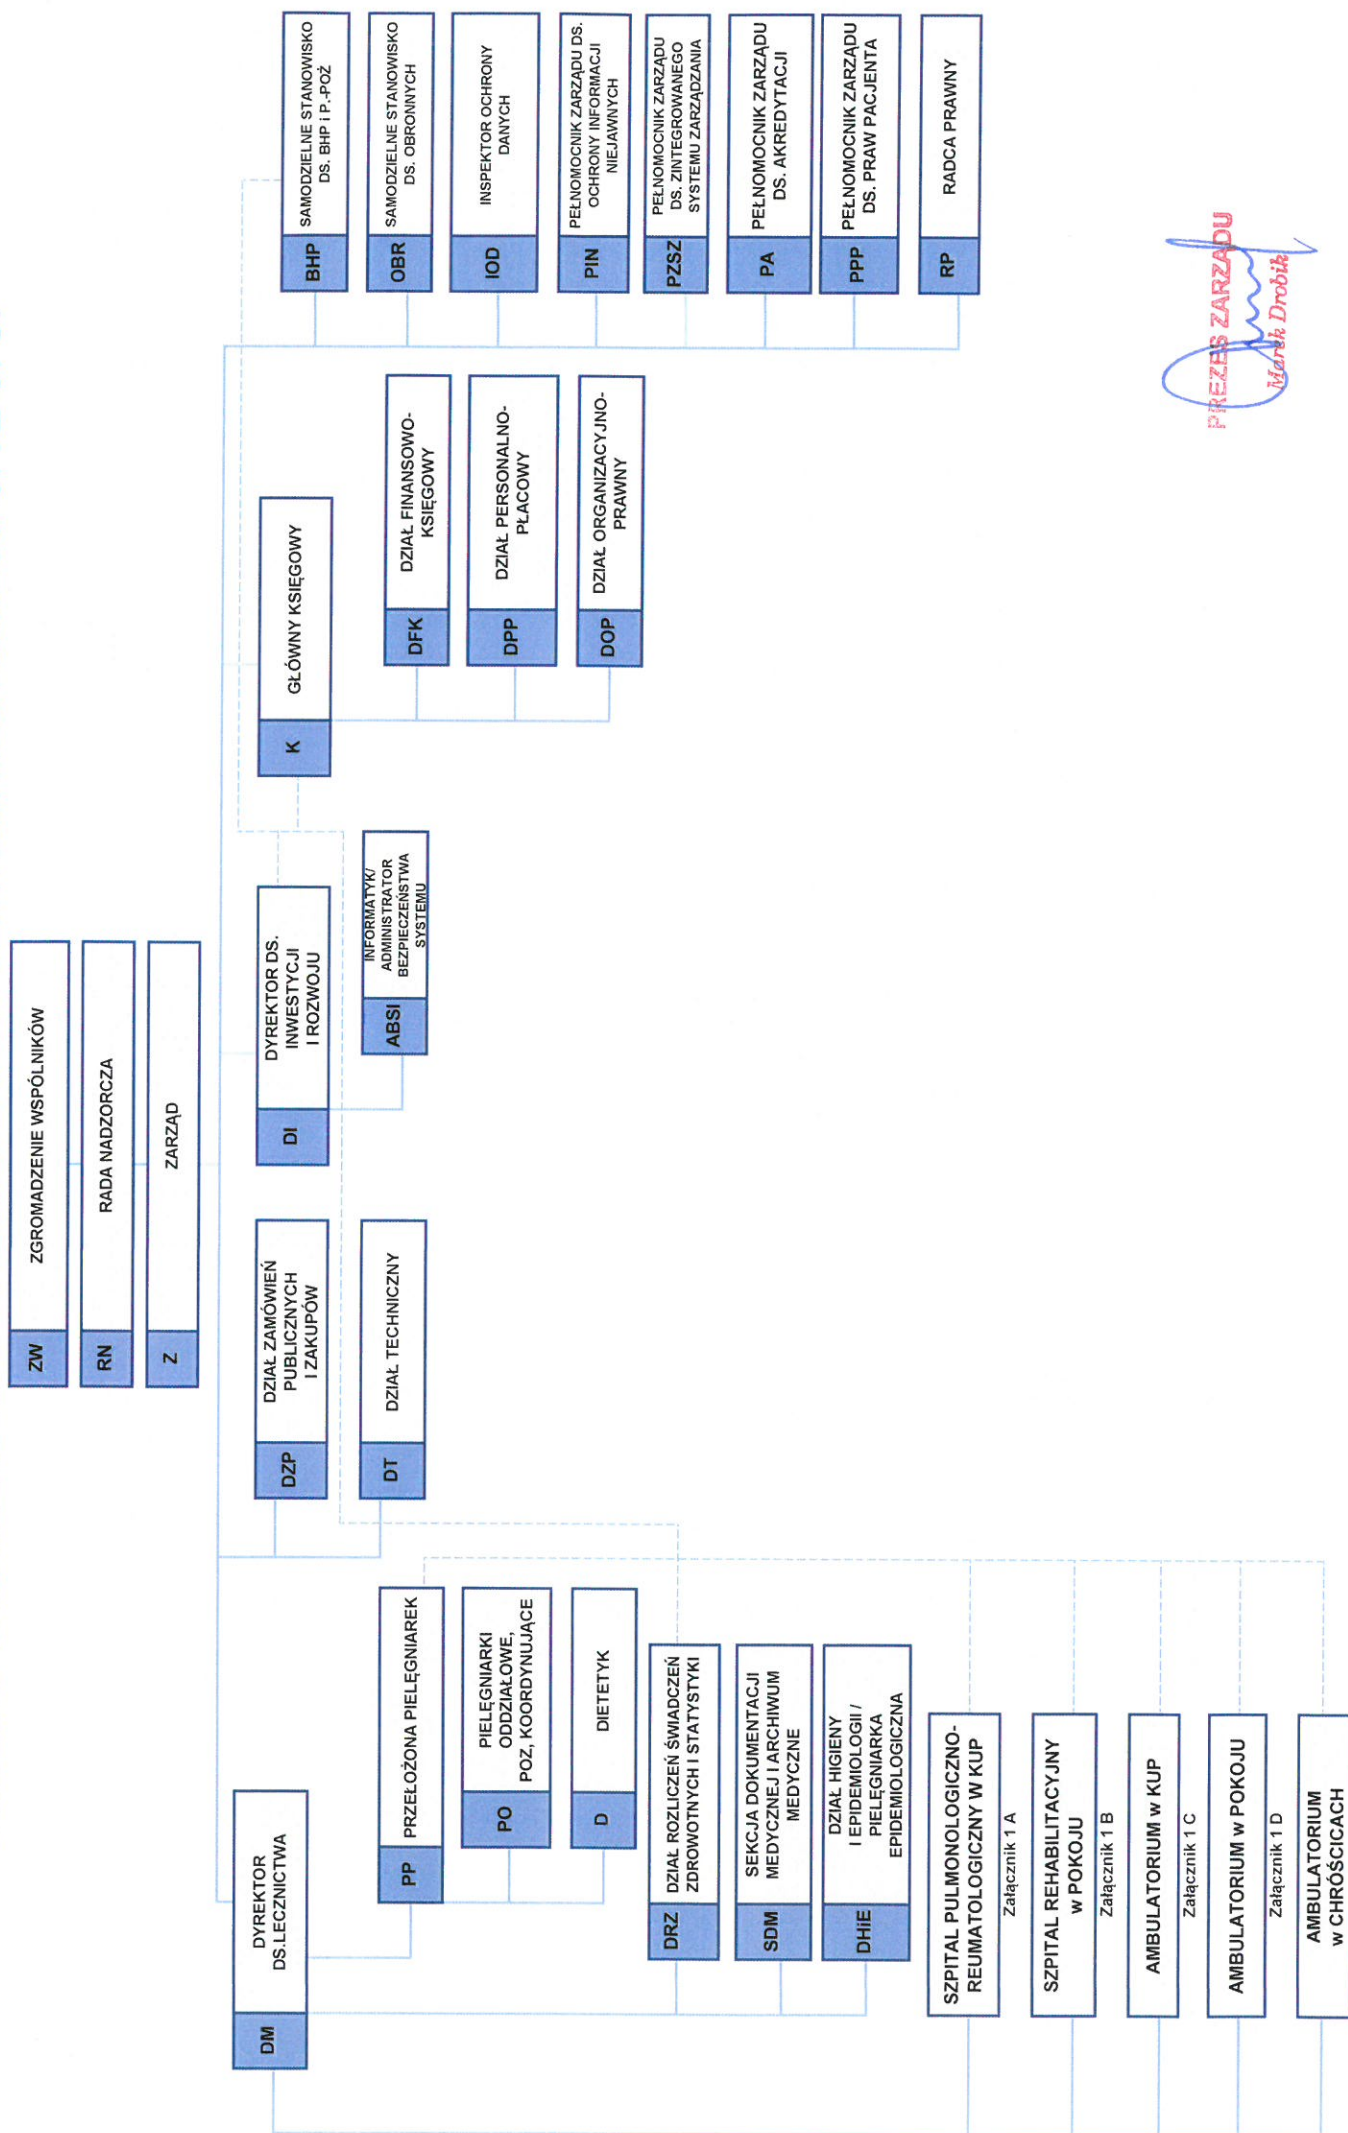 ZW
ZGROMADZENIE WSPÓLNIKÓW
RN
RADA NADZORCZA
Z
ZARZĄD
DM
DYREKTOR
DS.LECZNICTWA
PP
PRZEŁOŻONA PIELĘGNIAREK
PO
PIELĘGNIARKI
ODDZIAŁOWE,
POZ, KOORDYNUJĄCE
D
DIETETYK
DRZ
DZIAŁ ROZLICZEŃ ŚWIADCZEŃ
ZDROWOTNYCH I STATYSTYKI
SDM
SEKCJA DOKUMENTACJI
MEDYCZNEJ I ARCHIWUM
MEDYCZNE
DHiE
DZIAŁ HIGIENY
I EPIDEMIOLOGII /
PIELĘGNIARKA
EPIDEMIOLOGICZNA
SZPITAL PULMONOLOGICZNO-
REUMATOLOGICZNY W KUP
Załącznik 1 A
SZPITAL REHABILITACYJNY
w POKOJU
Załącznik 1 B
AMBULATORIUM w KUP
Załącznik 1 C
AMBULATORIUM w POKOJU
Załącznik 1 D
AMBULATORIUM
w CHRÓŚCICACH
DZP
DZIAŁ ZAMÓWIEŃ
PUBLICZNYCH
I ZAKUPÓW
DT
DZIAŁ TECHNICZNY
DI
DYREKTOR DS.
INWESTYCJI
I ROZWOJU
ABSI
INFORMATYK/
ADMINISTRATOR
BEZPIECZEŃSTWA
SYSTEMU
K
GŁÓWNY KSIĘGOWY
DFK
DZIAŁ FINANSOWO-
KSIĘGOWY
DPP
DZIAŁ PERSONALNO-
PŁACOWY
DOP
DZIAŁ ORGANIZACYJNO-
PRAWNY
BHP
SAMODZIELNE STANOWISKO
DS. BHP i P.-POŻ
OBR
SAMODZIELNE STANOWISKO
DS. OBRONNYCH
IOD
INSPEKTOR OCHRONY
DANYCH
PIN
PEŁNOMOCNIK ZARZĄDU DS.
OCHRONY INFORMACJI
NIEJAWNYCH
PZSZ
PEŁNOMOCNIK ZARZĄDU
DS. ZINTEGROWANEGO
SYSTEMU ZARZĄDZANIA
PA
PEŁNOMOCNIK ZARZĄDU
DS. AKREDYTACJI
PPP
PEŁNOMOCNIK ZARZĄDU
DS. PRAW PACJENTA
RP
RADCA PRAWNY
PREZES ZARZĄDU
Marek Drobik